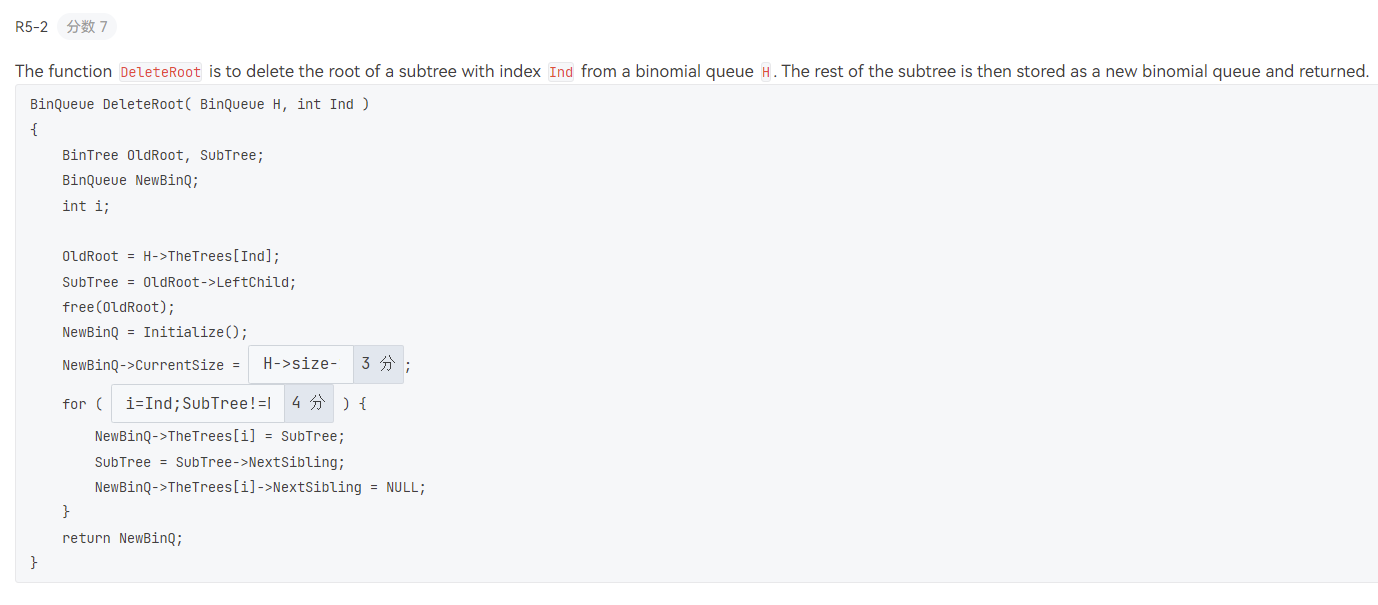 R5-2 分数 7
The function DeleteRoot is to delete the root of a subtree with index Ind from a binomial queue H. The rest of the subtree is then stored as a new binomial queue and returned.
BinQueue DeleteRoot( BinQueue H, int Ind )
{
    BinTree OldRoot, SubTree;
    BinQueue NewBinQ;
    int i;
    OldRoot = H->TheTrees[Ind];
    SubTree = OldRoot->LeftChild;
    free(OldRoot);
    NewBinQ = Initialize();
    NewBinQ->CurrentSize = H->size- 3 分 ;
    for ( i=Ind;SubTree!= 4 分 ) {
        NewBinQ->TheTrees[i] = SubTree;
        SubTree = SubTree->NextSibling;
        NewBinQ->TheTrees[i]->NextSibling = NULL;
    }
    return NewBinQ;
}